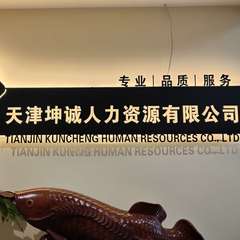 专业 | 品质 | 服务
天津坤诚人力资源有限公司
TIANJIN KUNCHENG HUMAN RESOURCES CO.,LTD